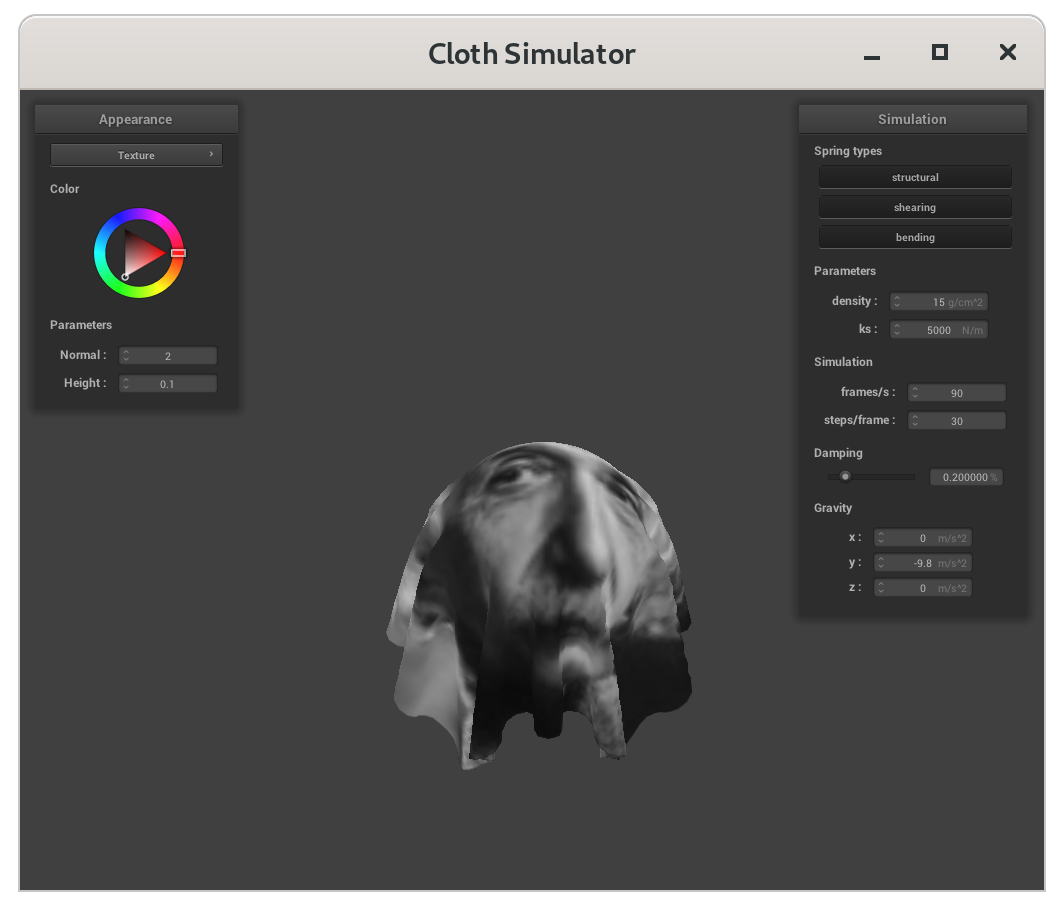 Cloth Simulator
Appearance
Texture
Color
Parameters
Normal : 2
Height : 0.1
Simulation
Spring types
structural
shearing
bending
Parameters
density : 15 g/cm^2
ks : 5000 N/m
Simulation
frames/s : 90
steps/frame : 30
Damping
0.200000 %
Gravity
x : 0 m/s^2
y : -9.8 m/s^2
z : 0 m/s^2